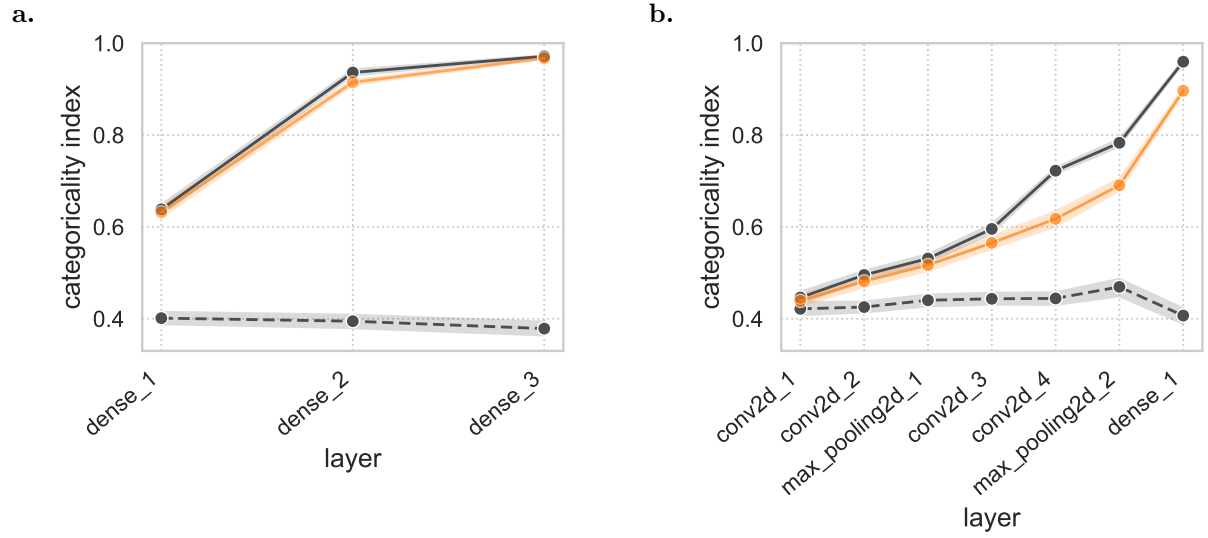 a.
categoricality index
1.0
0.8
0.6
0.4
dense_1
dense_2
dense_3
layer
b.
categoricality index
1.0
0.8
0.6
0.4
conv2d_1
conv2d_2
max_pooling2d_1
conv2d_3
conv2d_4
max_pooling2d_2
dense_1
layer